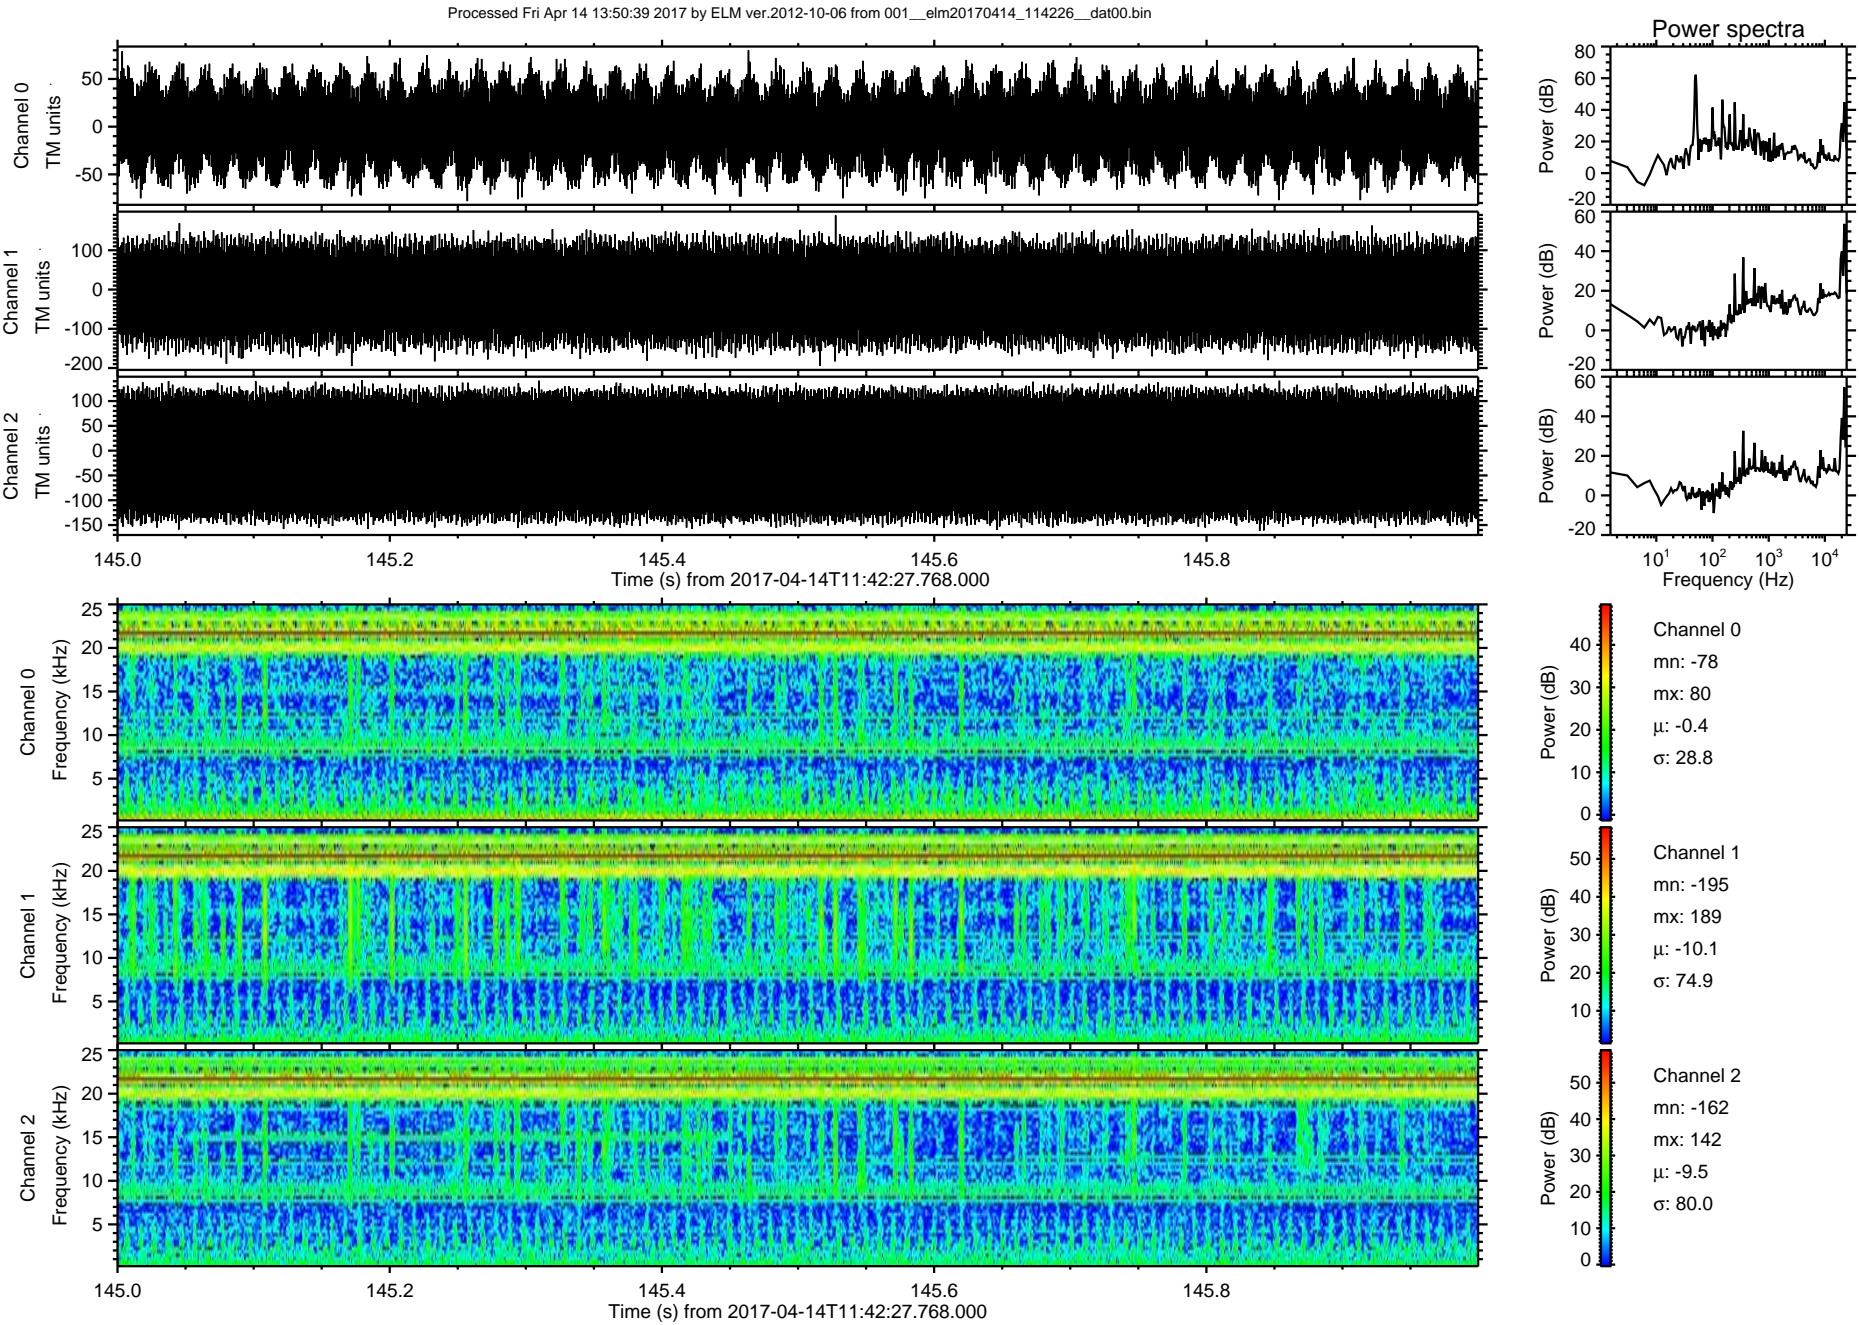 Processed Fri Apr 14 13:50:39 2017 by ELM ver.2012-10-06 from 001__elm20170414_114226__dat00.bin
Power spectra
Channel 0
TM units
50
0
-50
Power (dB)
80
60
40
20
0
-20
Channel 1
TM units
100
0
-100
-200
Power (dB)
60
40
20
0
-20
Channel 2
TM units
100
50
0
-50
-100
-150
Power (dB)
60
40
20
0
-20
145.0 145.2 145.4 145.6 145.8
Time (s) from 2017-04-14T11:42:27.768.000
10¹ 10² 10³ 10⁴
Frequency (Hz)
Channel 0
Frequency (kHz)
25
20
15
10
5
Power (dB)
40
30
20
10
0
Channel 0
mn: -78
mx: 80
μ: -0.4
σ: 28.8
Channel 1
Frequency (kHz)
25
20
15
10
5
Power (dB)
50
40
30
20
10
Channel 1
mn: -195
mx: 189
μ: -10.1
σ: 74.9
Channel 2
Frequency (kHz)
25
20
15
10
5
Power (dB)
50
40
30
20
10
0
Channel 2
mn: -162
mx: 142
μ: -9.5
σ: 80.0
145.0 145.2 145.4 145.6 145.8
Time (s) from 2017-04-14T11:42:27.768.000